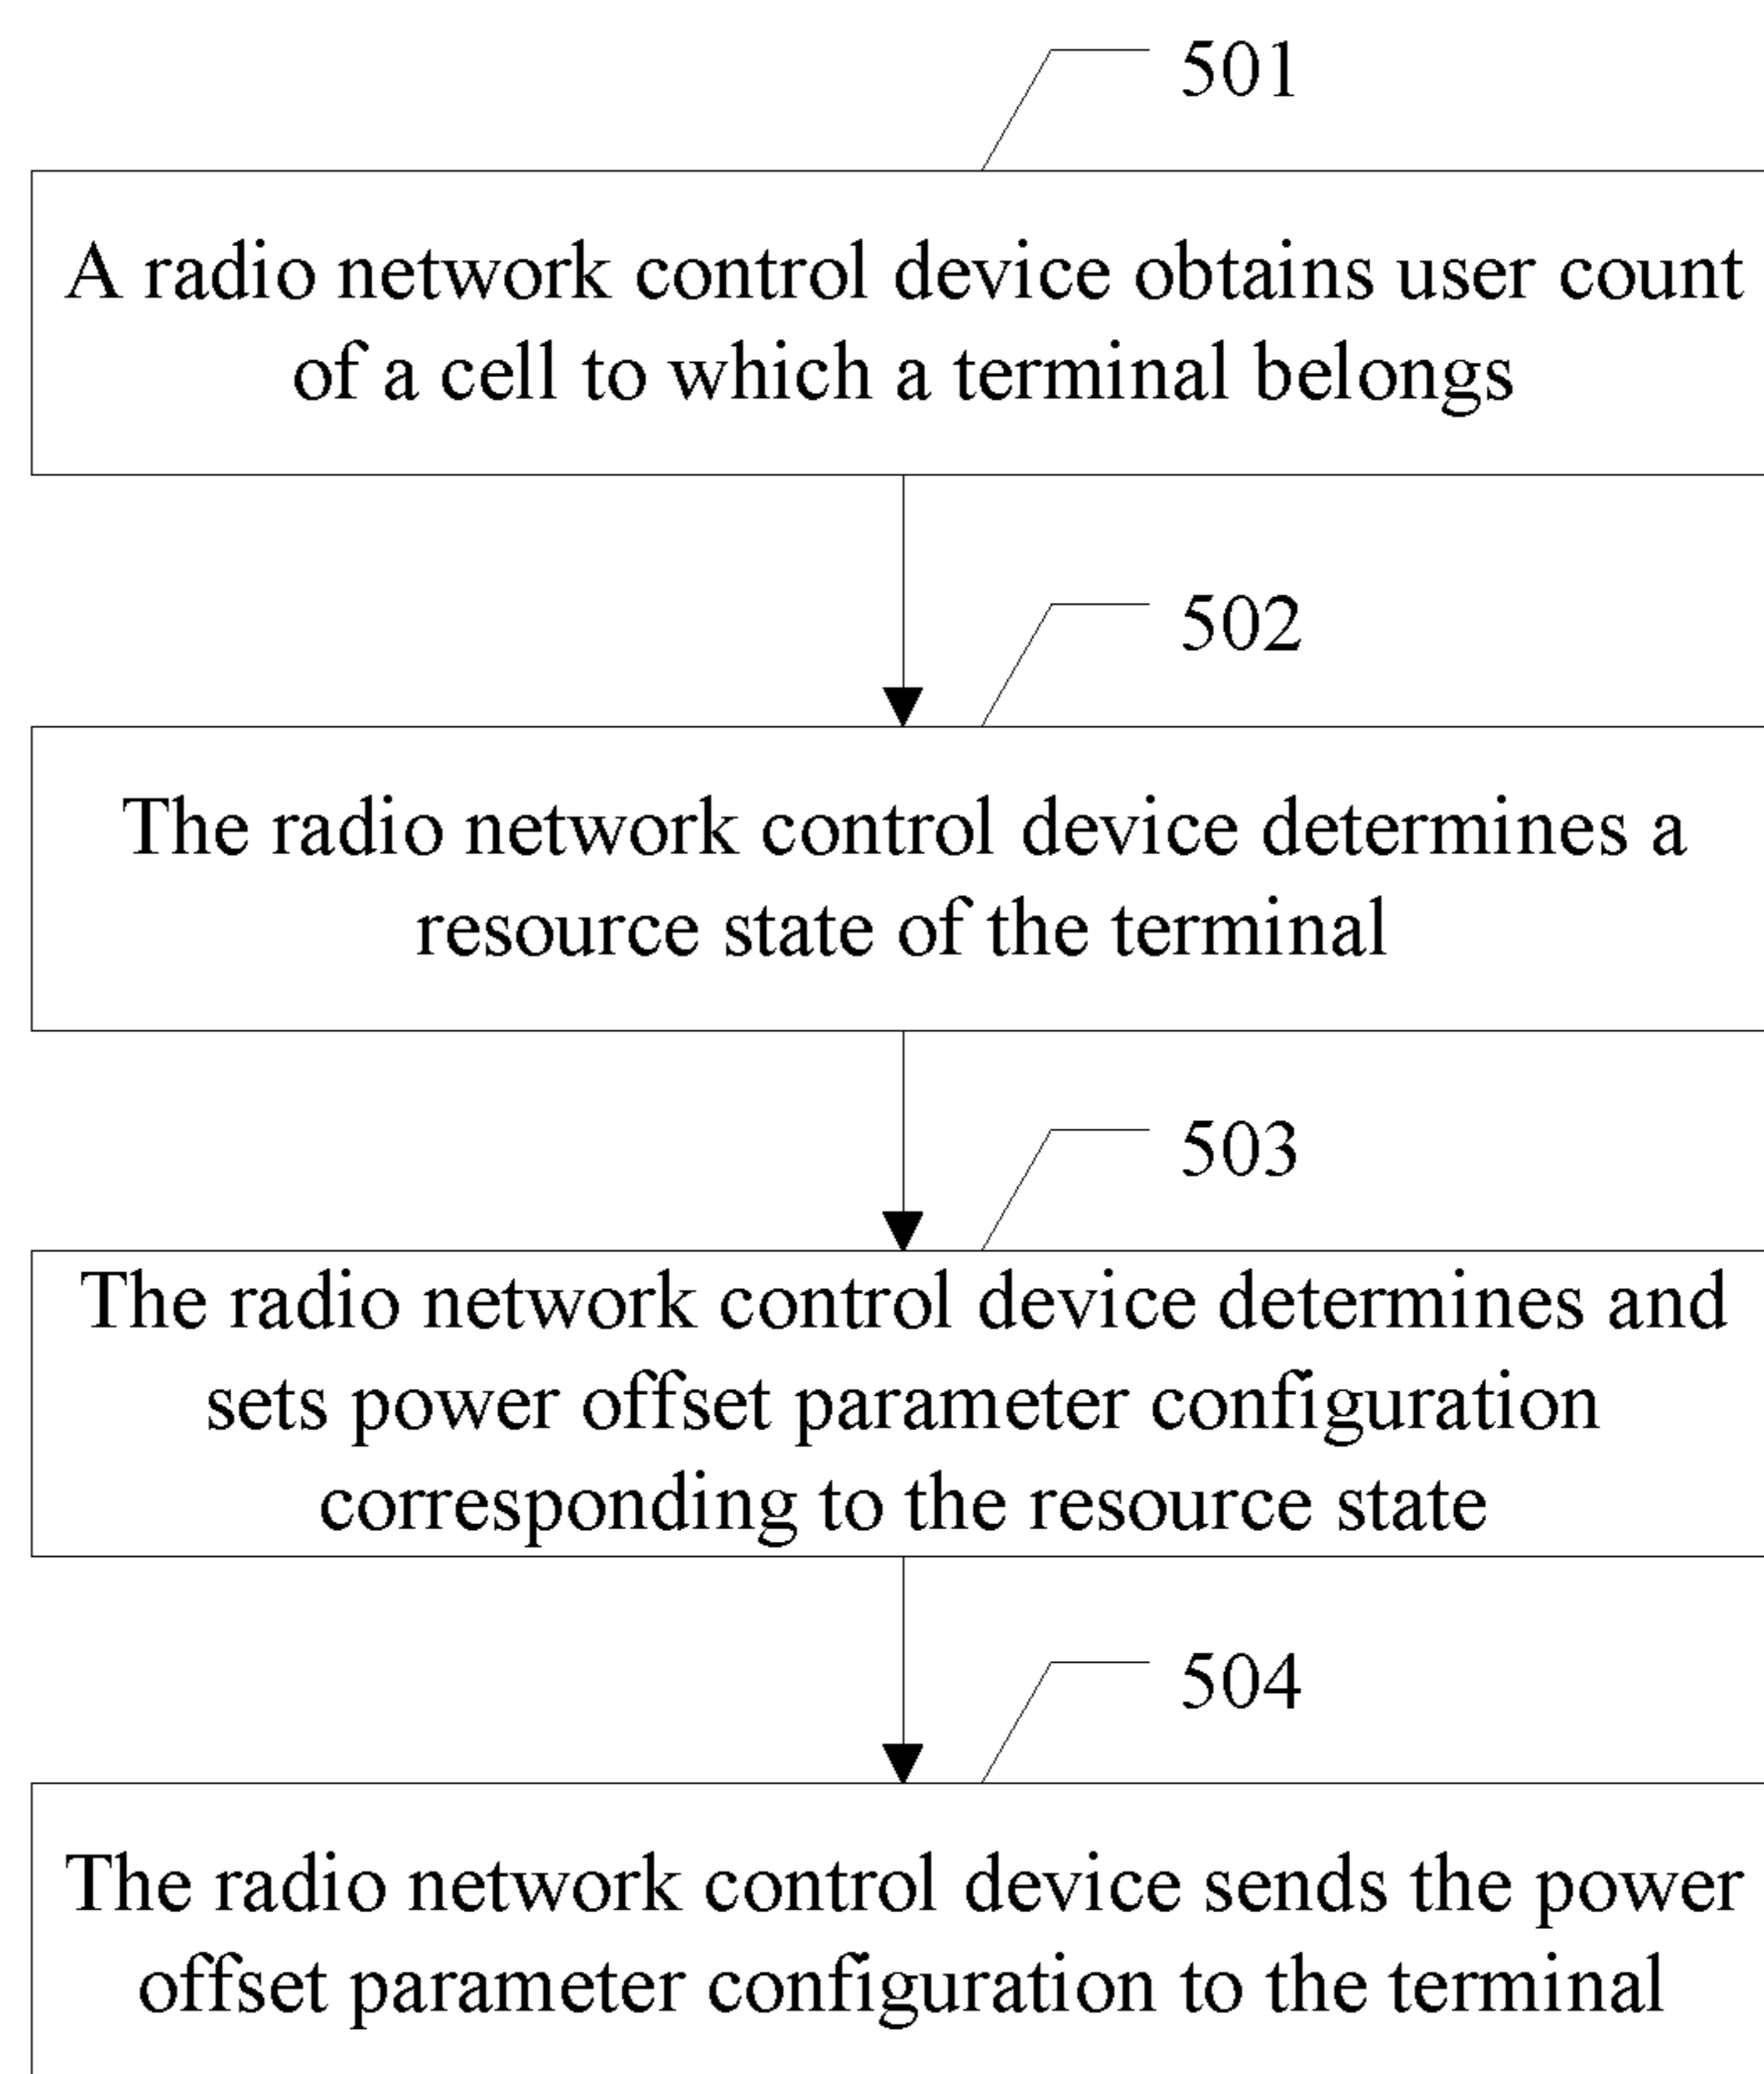 501
A radio network control device obtains user count
of a cell to which a terminal belongs
502
The radio network control device determines a
resource state of the terminal
503
The radio network control device determines and
sets power offset parameter configuration
corresponding to the resource state
504
The radio network control device sends the power
offset parameter configuration to the terminal